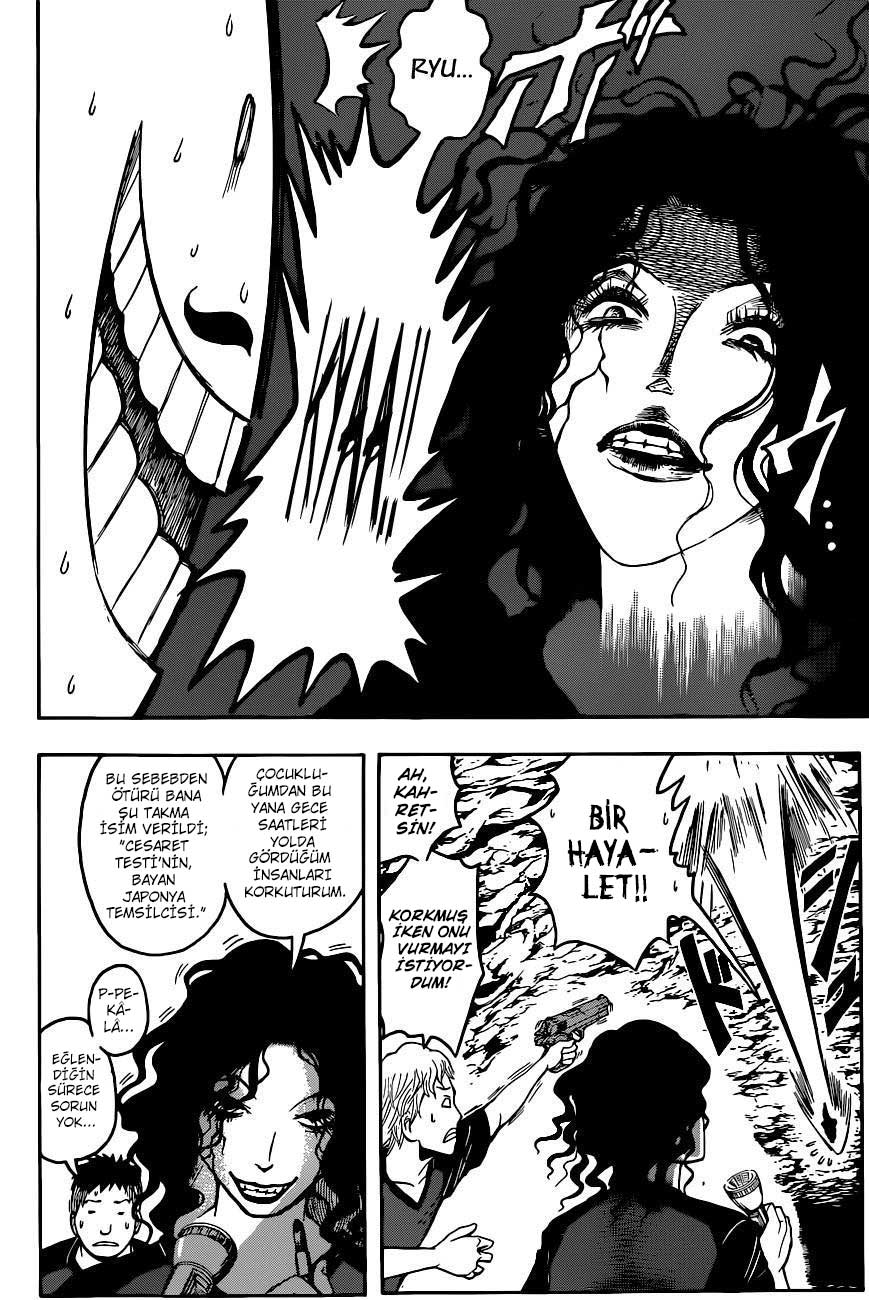 RYU...
BİR
HAYA-
LET!!
AH,
KAH-
RET-
SİN!
KORKMUŞ
İKEN ONU
VURMAYI
İSTİYOR-
DUM!
ÇOCUKLU-
ĞUMDAN BU
YANA GECE
SAATLERİ
YOLDA
GÖRDÜĞÜM
İNSANLARI
KORKUTURUM.
BU SEBEBDEN
ÖTÜRÜ BANA
ŞU TAKMA
İSİM VERİLDİ;
"CESARET
TESTİ'NİN,
BAYAN
JAPONYA
TEMSİLCİSİ."
P-PE-
KÂ-
LÂ...
EĞLEN-
DİĞİN
SÜRECE
SORUN
YOK...